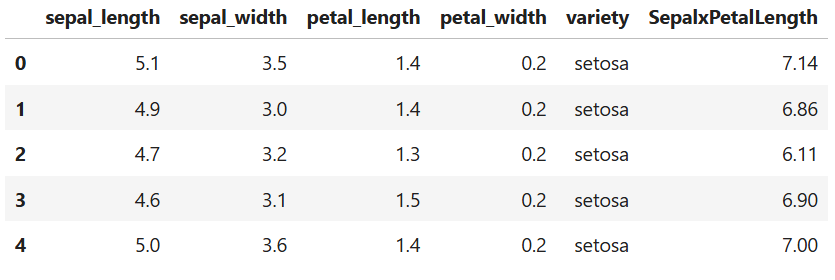 sepal_length sepal_width petal_length petal_width variety SepalxPetalLength
0 5.1 3.5 1.4 0.2 setosa 7.14
1 4.9 3.0 1.4 0.2 setosa 6.86
2 4.7 3.2 1.3 0.2 setosa 6.11
3 4.6 3.1 1.5 0.2 setosa 6.90
4 5.0 3.6 1.4 0.2 setosa 7.00